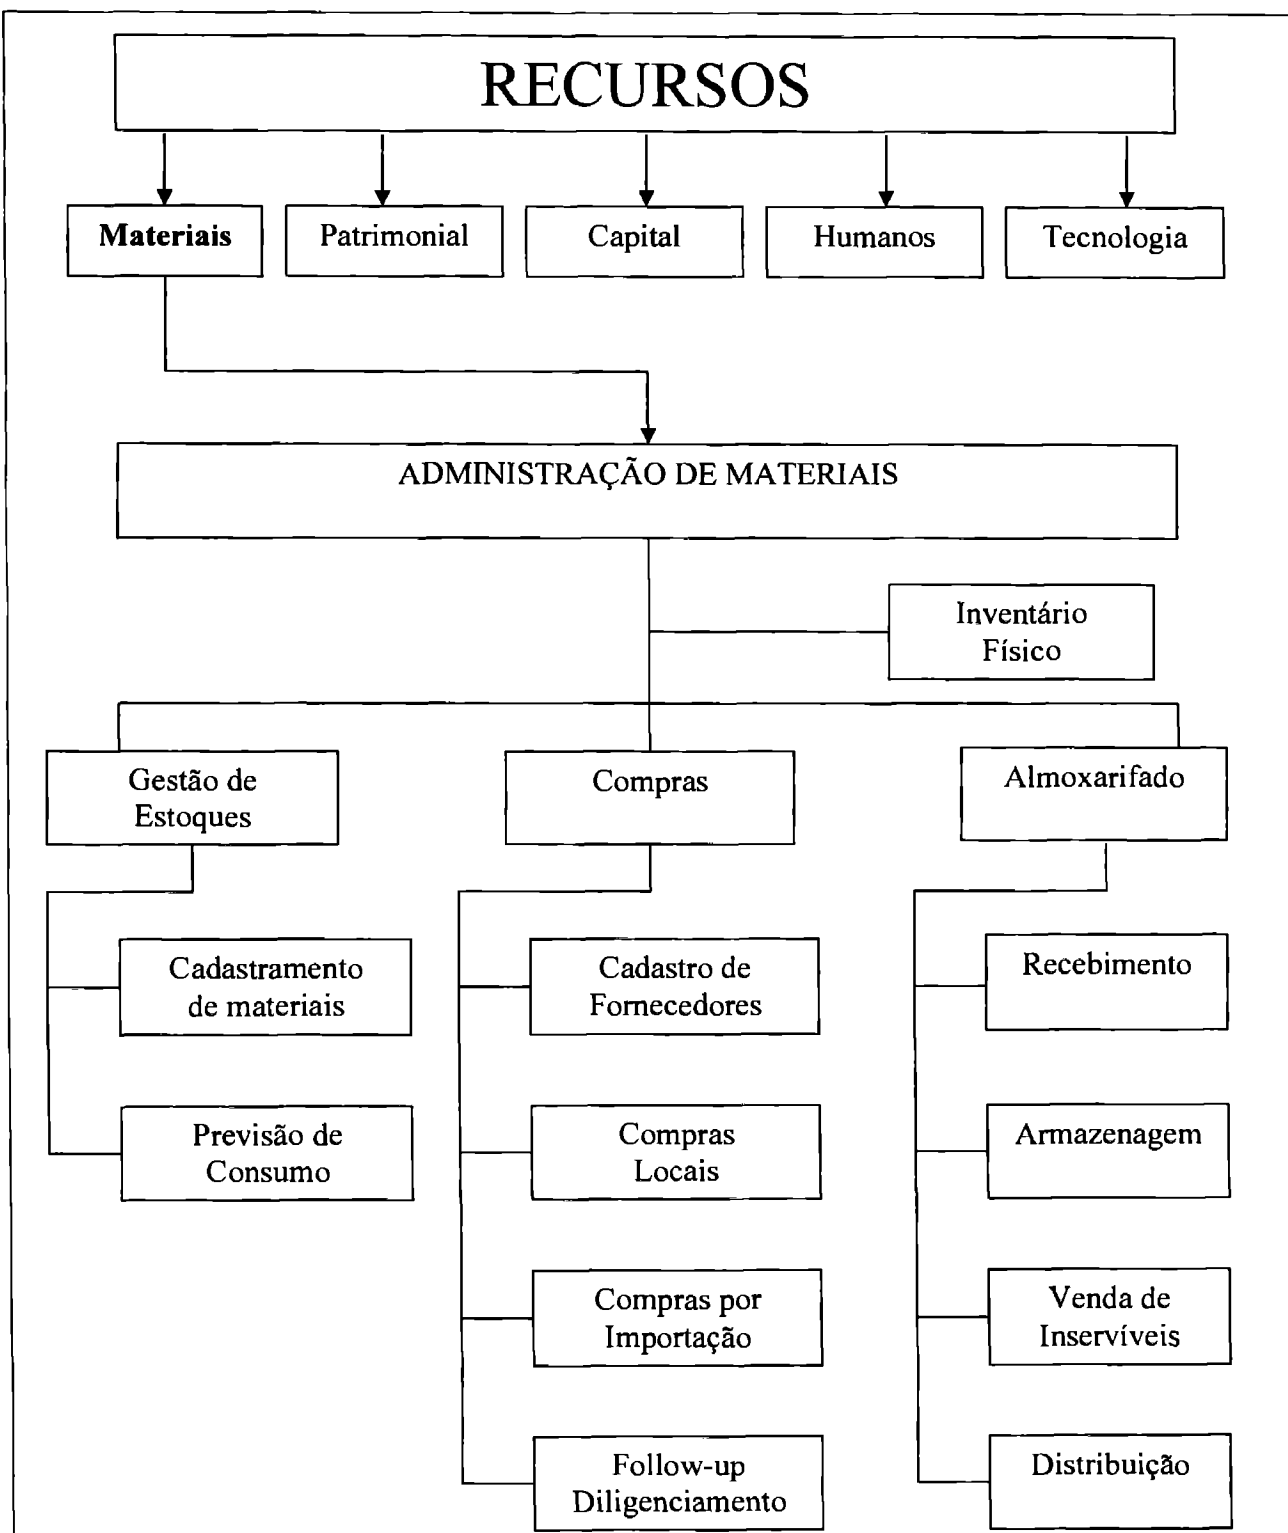 RECURSOS
Materiais
Patrimonial
Capital
Humanos
Tecnologia
ADMINISTRAÇÃO DE MATERIAIS
Inventário
Físico
Gestão de
Estoques
Compras
Almoxarifado
Cadastramento
de materiais
Previsão de
Consumo
Cadastro de
Fornecedores
Compras
Locais
Compras por
Importação
Follow-up
Diligenciamento
Recebimento
Armazenagem
Venda de
Inservíveis
Distribuição